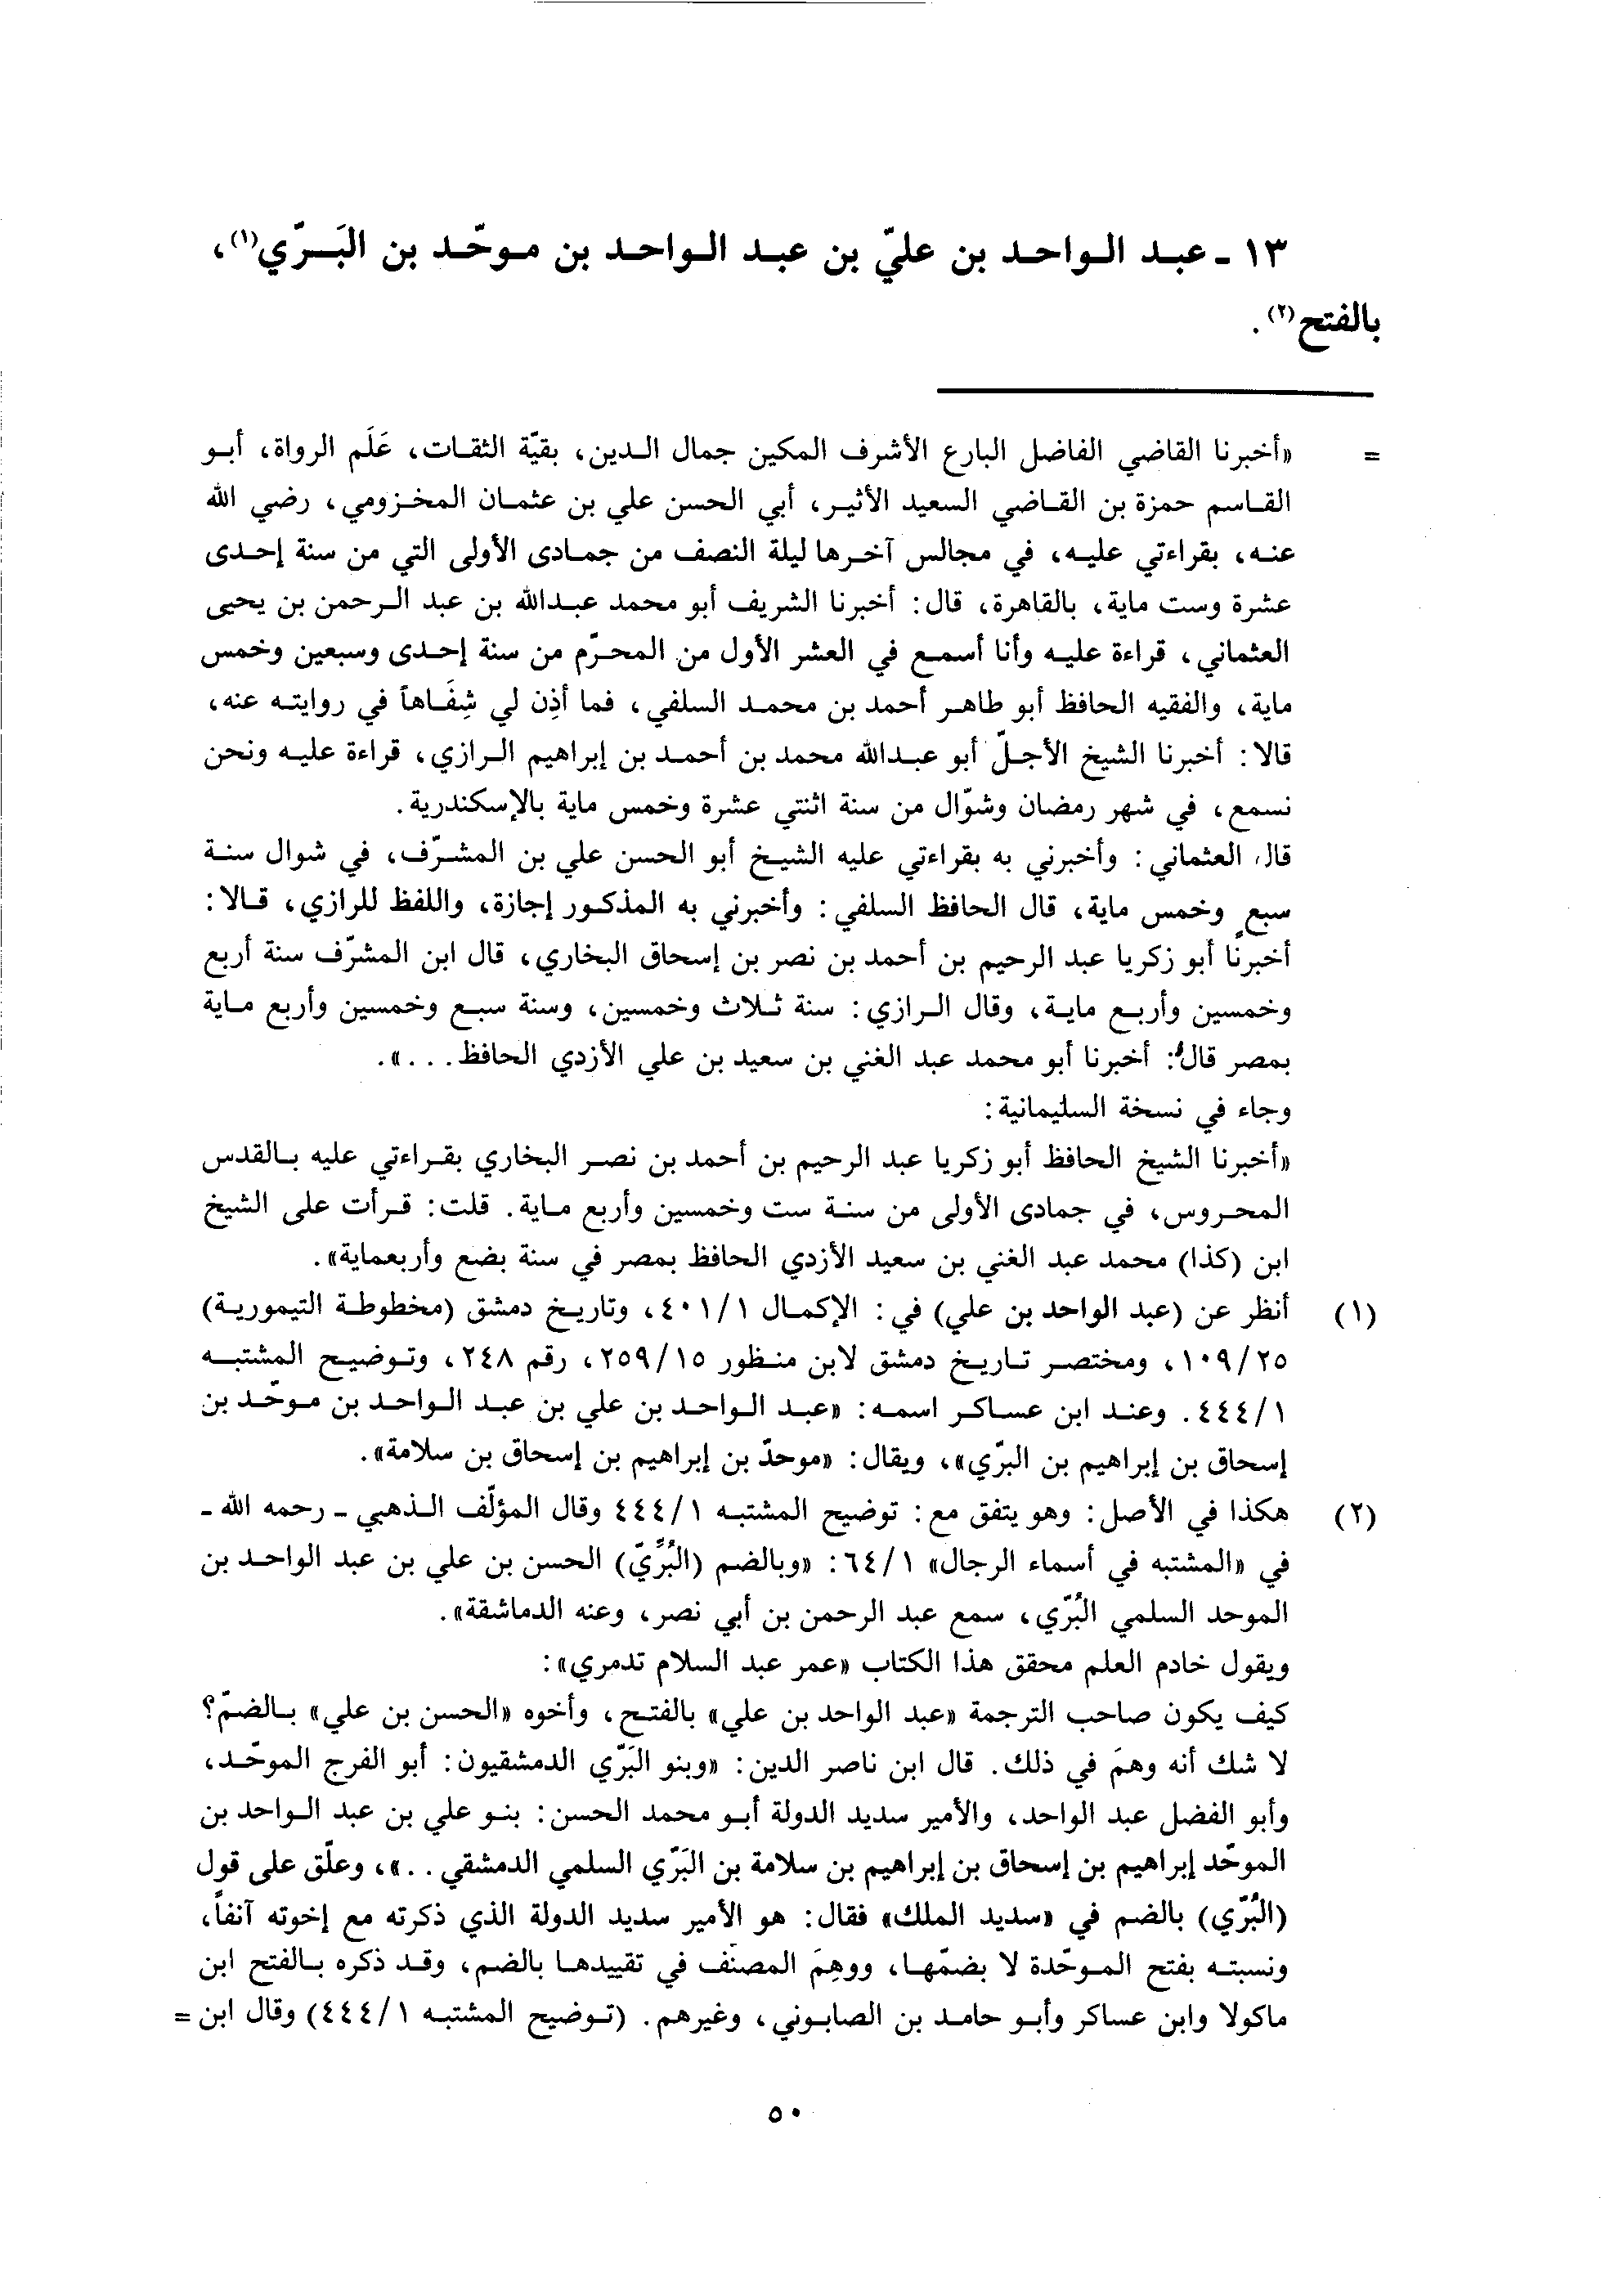 ١٣ - عبد الواحد بن عليّ بن عبد الواحد بن موحّد بن البَرّي(١)،
بالفتح(٢).
= «أخبرنا القاضي الفاضل البارع الأشرف المكين جمال الدين، بقيّة الثقات، عَلَم الرواة، أبو
القاسم حمزة بن القاضي السعيد الأثير، أبي الحسن علي بن عثمان المخزومي، رضي الله
عنه، بقراءتي عليه، في مجالس آخرها ليلة النصف من جمادى الأولى التي من سنة إحدى
عشرة وست ماية، بالقاهرة، قال: أخبرنا الشريف أبو محمد عبدالله بن عبد الرحمن بن يحيى
العثماني، قراءة عليه وأنا أسمع في العشر الأول من المحرّم من سنة إحدى وسبعين وخمس
ماية، والفقيه الحافظ أبو طاهر أحمد بن محمد السلفي، فما أذِن لي شِفَاهاً في روايته عنه،
قالا: أخبرنا الشيخ الأجلّ أبو عبدالله محمد بن أحمد بن إبراهيم الرازي، قراءة عليه ونحن
نسمع، في شهر رمضان وشوّال من سنة اثنتي عشرة وخمس ماية بالإسكندرية.
قال العثماني: وأخبرني به بقراءتي عليه الشيخ أبو الحسن علي بن المشرّف، في شوال سنة
سبعٍ وخمس ماية، قال الحافظ السلفي: وأخبرني به المذكور إجازة، واللفظ للرازي، قالا:
أخبرنا أبو زكريا عبد الرحيم بن أحمد بن نصر بن إسحاق البخاري، قال ابن المشرّف سنة أربع
وخمسين وأربع ماية، وقال الرازي: سنة ثلاث وخمسين، وسنة سبع وخمسين وأربع ماية
بمصر قال: أخبرنا أبو محمد عبد الغني بن سعيد بن علي الأزدي الحافظ...».
وجاء في نسخة السليمانية:
«أخبرنا الشيخ الحافظ أبو زكريا عبد الرحيم بن أحمد بن نصر البخاري بقراءتي عليه بالقدس
المحروس، في جمادى الأولى من سنة ست وخمسين وأربع ماية. قلت: قرأت على الشيخ
ابن (كذا) محمد عبد الغني بن سعيد الأزدي الحافظ بمصر في سنة بضع وأربعماية».
(١) أنظر عن (عبد الواحد بن علي) في: الإكمال ٤٠١/١، وتاريخ دمشق (مخطوطة التيمورية)
١٠٩/٢٥، ومختصر تاريخ دمشق لابن منظور ٢٥٩/١٥، رقم ٢٤٨، وتوضيح المشتبه
٤٤٤/١. وعند ابن عساكر اسمه: «عبد الواحد بن علي بن عبد الواحد بن موحّد بن
إسحاق بن إبراهيم بن البرّي»، ويقال: «موحدّ بن إبراهيم بن إسحاق بن سلامة».
(٢) هكذا في الأصل: وهو يتفق مع: توضيح المشتبه ٤٤٤/١ وقال المؤلّف الذهبي - رحمه الله -
في «المشتبه في أسماء الرجال» ٦٤/١: «وبالضم (البُرِّيّ) الحسن بن علي بن عبد الواحد بن
الموحد السلمي البُرّي، سمع عبد الرحمن بن أبي نصر، وعنه الدماشقة».
ويقول خادم العلم محقق هذا الكتاب «عمر عبد السلام تدمري»:
كيف يكون صاحب الترجمة «عبد الواحد بن علي» بالفتح، وأخوه «الحسن بن علي» بالضمّ؟
لا شك أنه وهمَ في ذلك. قال ابن ناصر الدين: «وبنو البَرّي الدمشقيون: أبو الفرج الموحّد،
وأبو الفضل عبد الواحد، والأمير سديد الدولة أبو محمد الحسن: بنو علي بن عبد الواحد بن
الموحّد إبراهيم بن إسحاق بن إبراهيم بن سلامة بن البَرّي السلمي الدمشقي..»، وعلّق على قول
(البُرّي) بالضم في «سديد الملك» فقال: هو الأمير سديد الدولة الذي ذكرته مع إخوته آنفاً،
ونسبته بفتح الموحّدة لا بضمّها، ووهِمَ المصنّف في تقييدها بالضم، وقد ذكره بالفتح ابن
ماكولا وابن عساكر وأبو حامد بن الصابوني، وغيرهم. (توضيح المشتبه ٤٤٤/١) وقال ابن =
٥٠